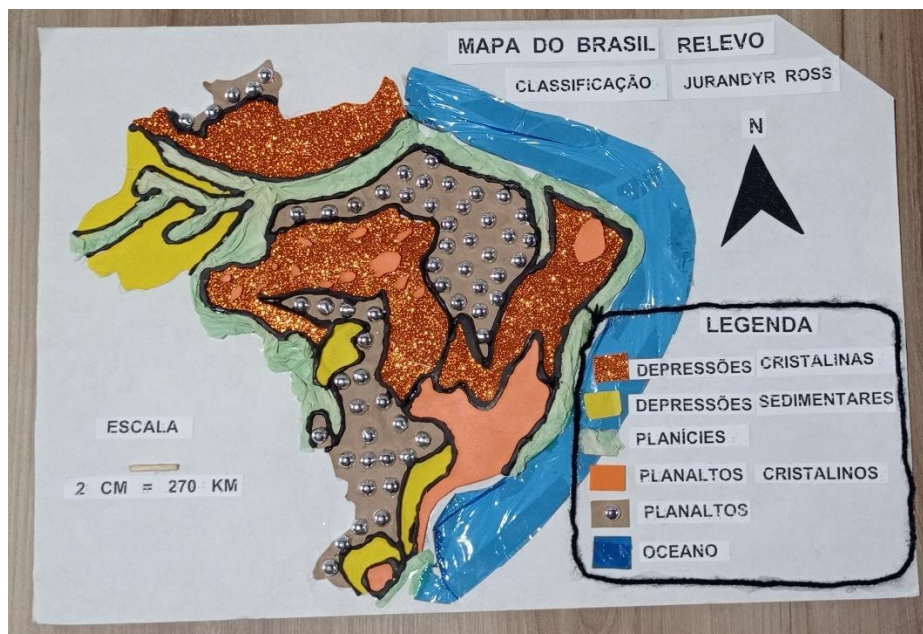 MAPA DO BRASIL RELEVO
CLASSIFICAÇÃO JURANDYR ROSS
N
LEGENDA
DEPRESSÕES CRISTALINAS
DEPRESSÕES SEDIMENTARES
PLANÍCIES
PLANALTOS CRISTALINOS
PLANALTOS
OCEANO
ESCALA
2 CM = 270 KM